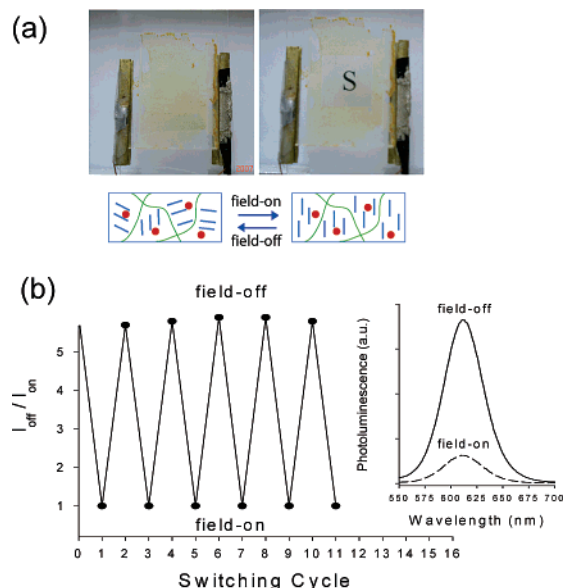 (a)
S
field-on
field-off
(b)
field-off
I_off / I_on
5
4
3
2
1
field-on
0 1 2 3 4 5 6 7 8 9 10 11 12 13 14 15 16
Switching Cycle
Photoluminescence (a.u.)
field-off
field-on
550 575 600 625 650 675 700
Wavelength (nm)